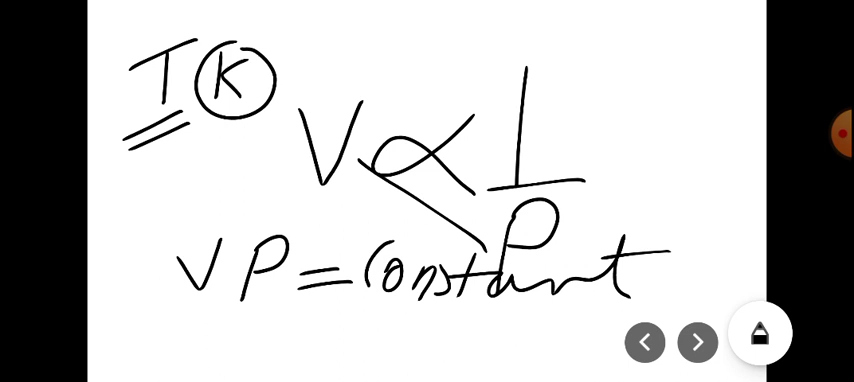 T K
V ∝ 1/P
VP = constant